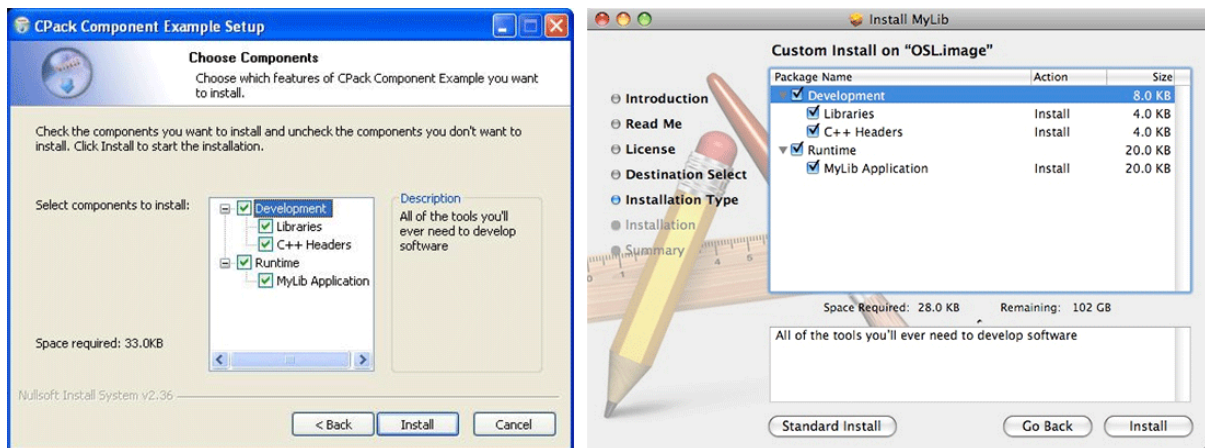 CPack Component Example Setup
Choose Components
Choose which features of CPack Component Example you want
to install.
Check the components you want to install and uncheck the components you don't want to
install. Click Install to start the installation.
Select components to install:
Development
Libraries
C++ Headers
Runtime
MyLib Application
Description
All of the tools you'll
ever need to develop
software
Space required: 33.0KB
Nullsoft Install System v2.36
< Back Install Cancel
Install MyLib
Custom Install on “OSL.image”
Introduction
Read Me
License
Destination Select
Installation Type
Installation
Summary
Package Name Action Size
Development 8.0 KB
Libraries Install 4.0 KB
C++ Headers Install 4.0 KB
Runtime 20.0 KB
MyLib Application Install 20.0 KB
1 4 5
Space Required: 28.0 KB Remaining: 102 GB
All of the tools you'll ever need to develop software
Standard Install Go Back Install